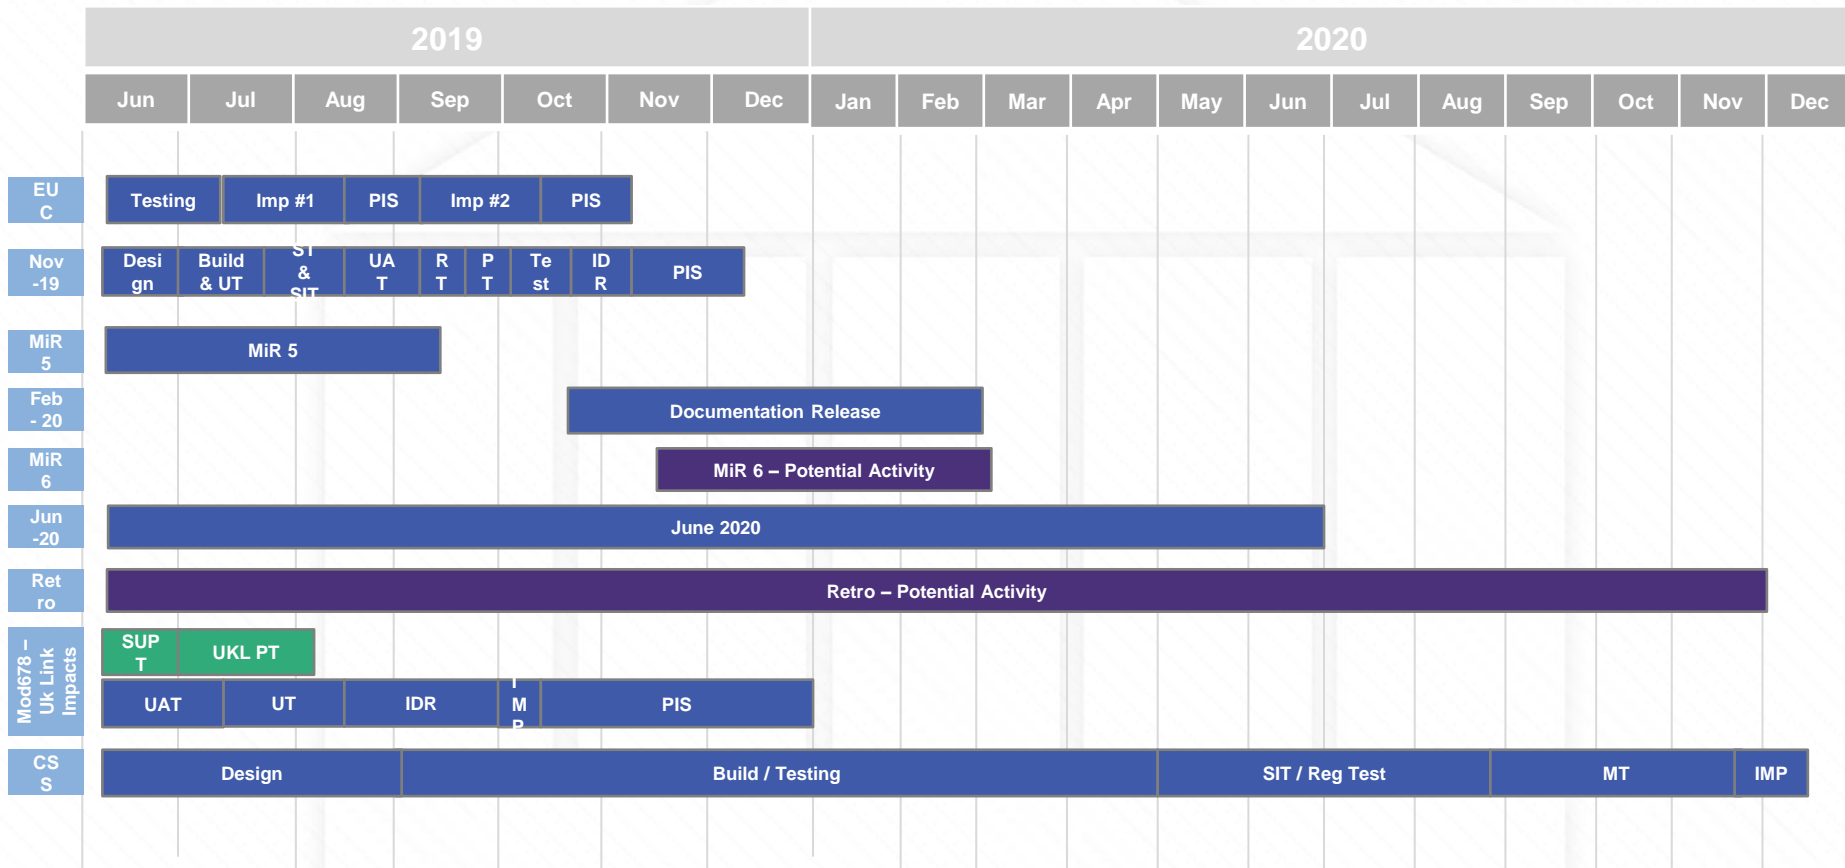 2019
2020
Jun Jul Aug Sep Oct Nov Dec Jan Feb Mar Apr May Jun Jul Aug Sep Oct Nov Dec
EU
C
Testing
Imp #1
PIS
Imp #2
PIS
Nov
-19
Desi
gn
Build
& UT
ST
&
SIT
UA
T
R
T
P
T
Te
st
ID
R
PIS
MiR
5
MiR 5
Feb
- 20
Documentation Release
MiR
6
MiR 6 – Potential Activity
Jun
-20
June 2020
Ret
ro
Retro – Potential Activity
Mod678 –
Uk Link
Impacts
SUP
T
UKL PT
UAT
UT
IDR
I
M
P
PIS
CS
S
Design
Build / Testing
SIT / Reg Test
MT
IMP